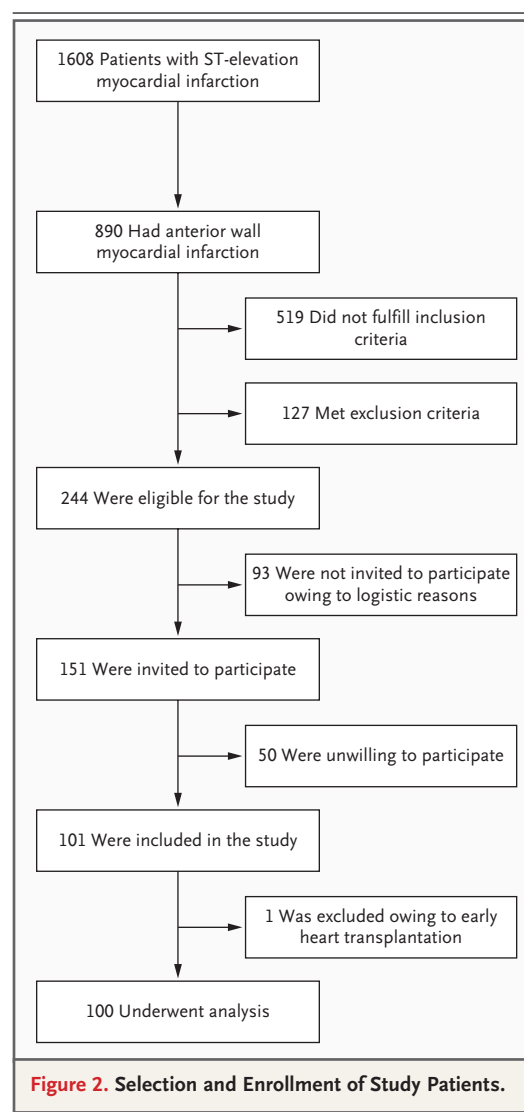 1608 Patients with ST-elevation
myocardial infarction
890 Had anterior wall
myocardial infarction
519 Did not fulfill inclusion
criteria
127 Met exclusion criteria
244 Were eligible for the study
93 Were not invited to participate
owing to logistic reasons
151 Were invited to participate
50 Were unwilling to participate
101 Were included in the study
1 Was excluded owing to early
heart transplantation
100 Underwent analysis
Figure 2. Selection and Enrollment of Study Patients.